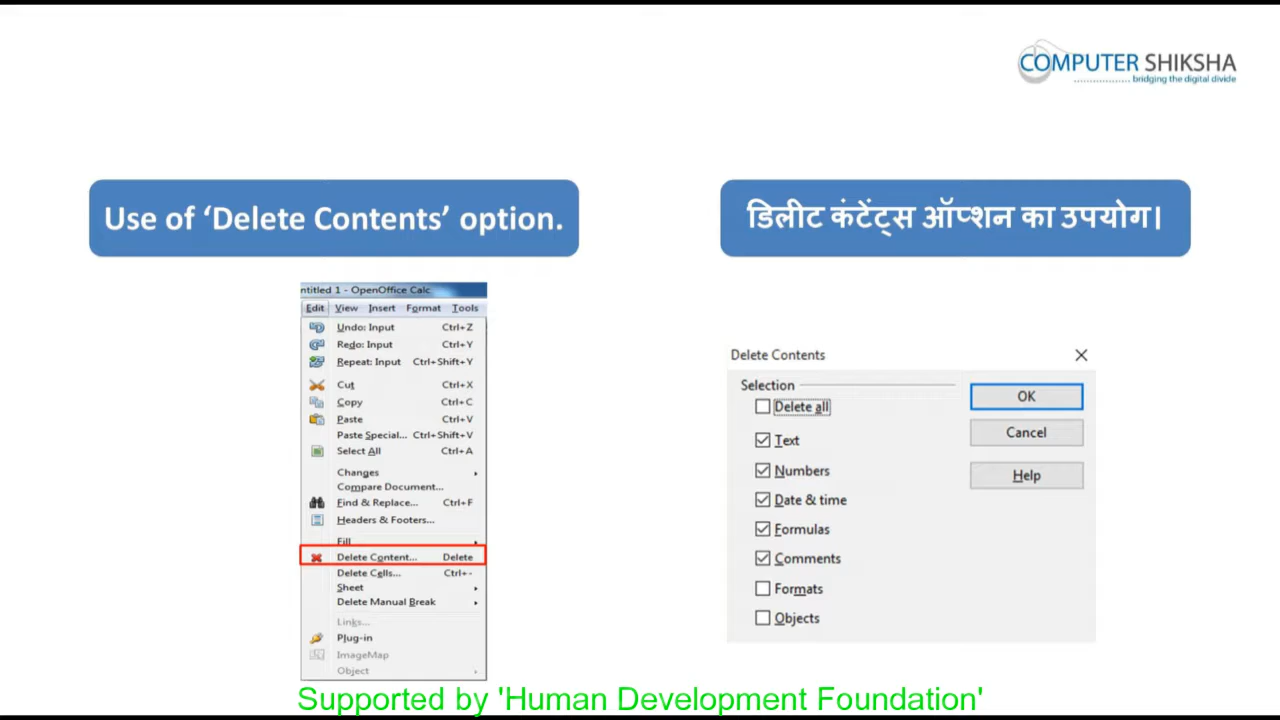 COMPUTER SHIKSHA
bridging the digital divide
Use of ‘Delete Contents’ option.
डिलीट कंटेंट्स ऑप्शन का उपयोग।
ntitled 1 - OpenOffice Calc
Edit View Insert Format Tools
Undo: Input Ctrl+Z
Redo: Input Ctrl+Y
Repeat: Input Ctrl+Shift+Y
Cut Ctrl+X
Copy Ctrl+C
Paste Ctrl+V
Paste Special... Ctrl+Shift+V
Select All Ctrl+A
Changes
Compare Document...
Find & Replace... Ctrl+F
Headers & Footers...
Fill
Delete Content... Delete
Delete Cells... Ctrl+-
Sheet
Delete Manual Break
Links...
Plug-in
ImageMap
Object
Delete Contents
Selection
Delete all
Text
Numbers
Date & time
Formulas
Comments
Formats
Objects
OK
Cancel
Help
Supported by 'Human Development Foundation'